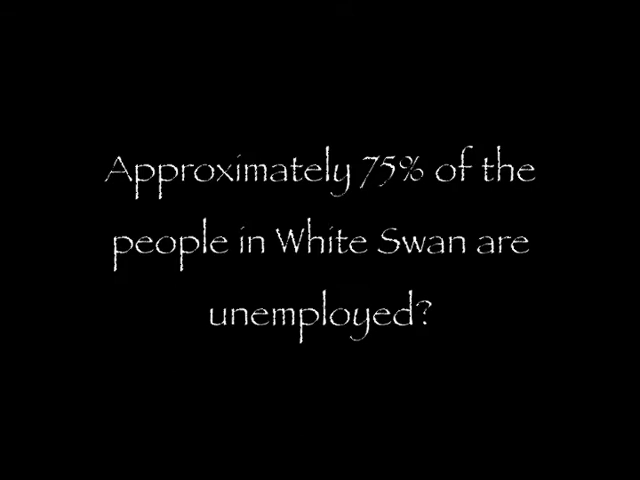 Approximately 75% of the
people in White Swan are
unemployed?